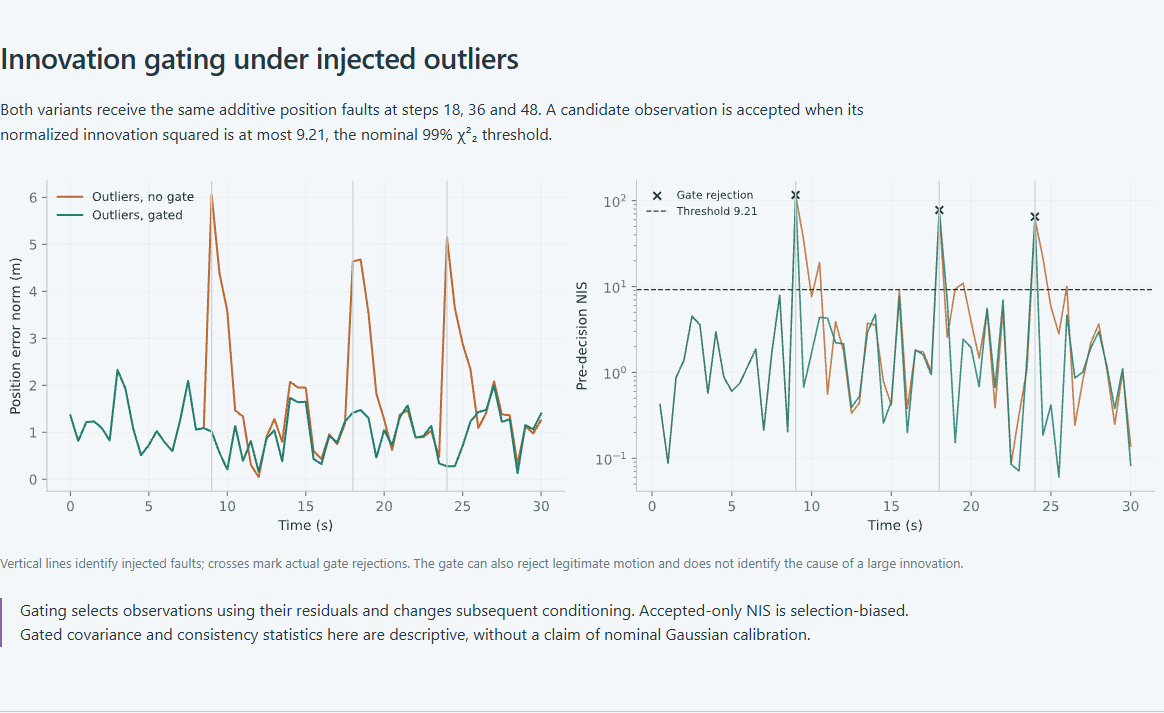 Innovation gating under injected outliers
Both variants receive the same additive position faults at steps 18, 36 and 48. A candidate observation is accepted when its
normalized innovation squared is at most 9.21, the nominal 99% χ²₂ threshold.
Outliers, no gate
Outliers, gated
Position error norm (m)
6
5
4
3
2
1
0
0 5 10 15 20 25 30
Time (s)
Gate rejection
Threshold 9.21
Pre-decision NIS
10²
10¹
10⁰
10⁻¹
0 5 10 15 20 25 30
Time (s)
Vertical lines identify injected faults; crosses mark actual gate rejections. The gate can also reject legitimate motion and does not identify the cause of a large innovation.
Gating selects observations using their residuals and changes subsequent conditioning. Accepted-only NIS is selection-biased.
Gated covariance and consistency statistics here are descriptive, without a claim of nominal Gaussian calibration.